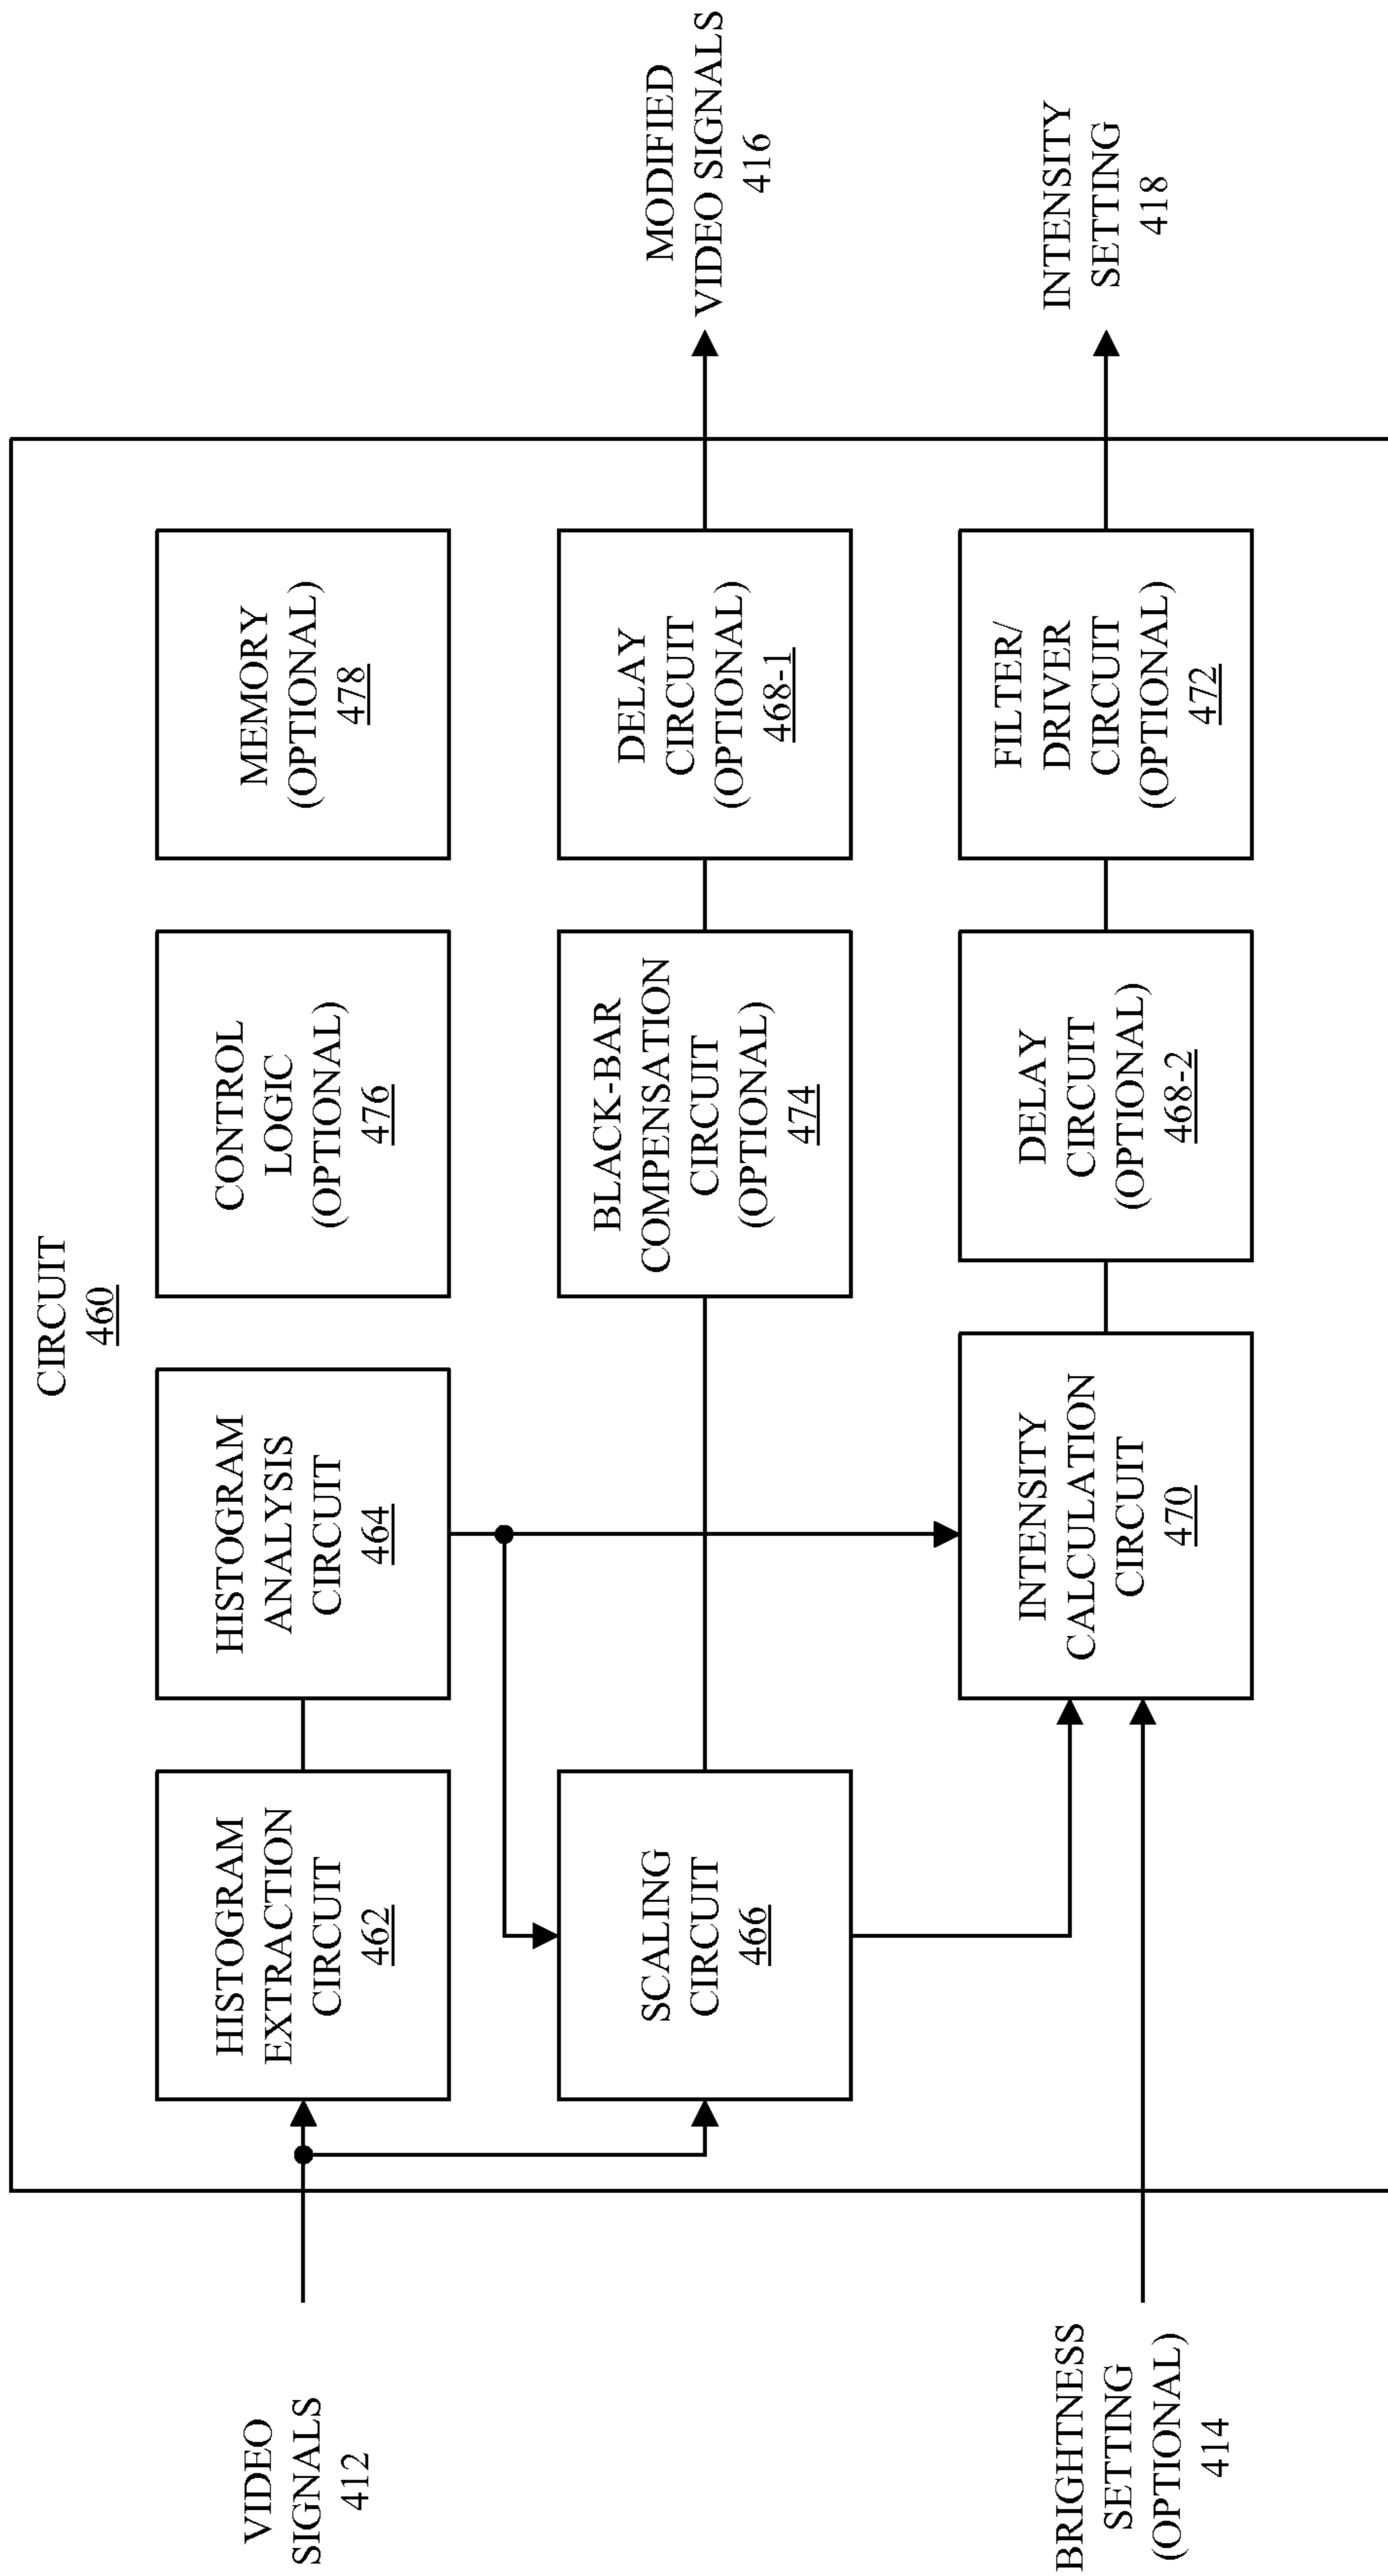 CIRCUIT
460
VIDEO
SIGNALS
412
HISTOGRAM
EXTRACTION
CIRCUIT
462
HISTOGRAM
ANALYSIS
CIRCUIT
464
CONTROL
LOGIC
(OPTIONAL)
476
MEMORY
(OPTIONAL)
478
SCALING
CIRCUIT
466
BLACK-BAR
COMPENSATION
CIRCUIT
(OPTIONAL)
474
DELAY
CIRCUIT
(OPTIONAL)
468-1
MODIFIED
VIDEO SIGNALS
416
BRIGHTNESS
SETTING
(OPTIONAL)
414
INTENSITY
CALCULATION
CIRCUIT
470
DELAY
CIRCUIT
(OPTIONAL)
468-2
FILTER/
DRIVER
CIRCUIT
(OPTIONAL)
472
INTENSITY
SETTING
418